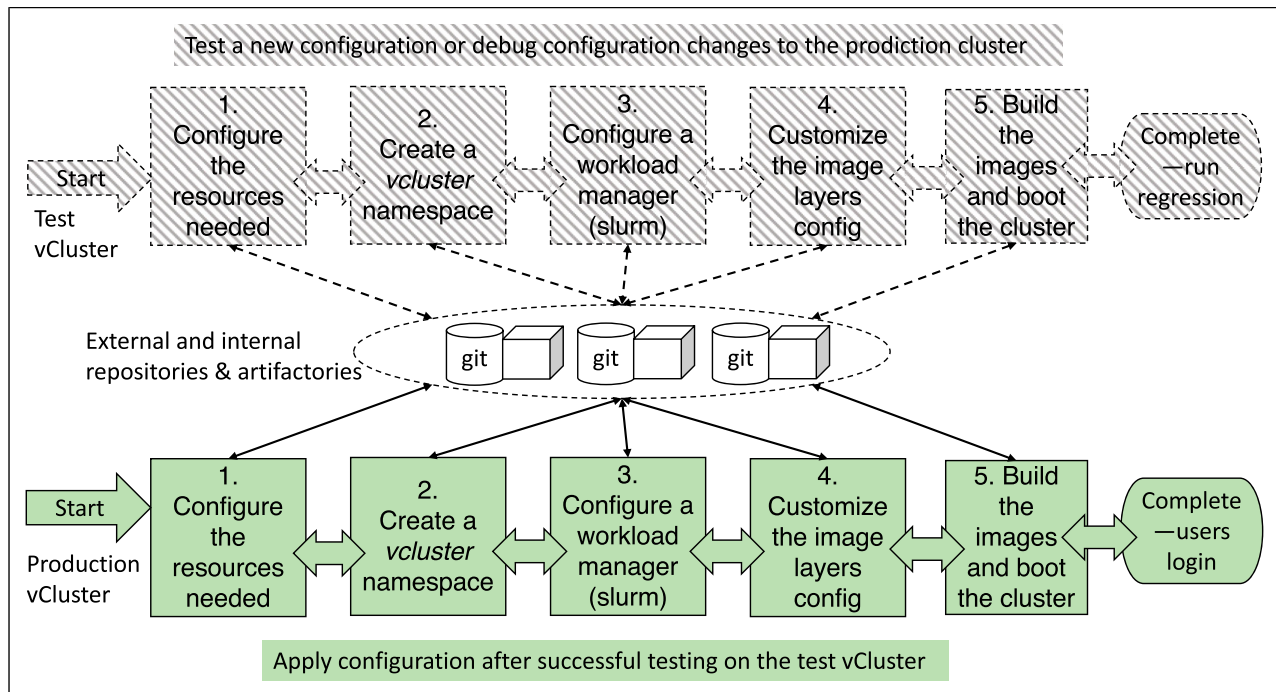 Test a new configuration or debug configuration changes to the prodiction cluster
Start
Test
vCluster
1.
Configure
the
resources
needed
2.
Create a
vcluster
namespace
3.
Configure a
workload
manager
(slurm)
4.
Customize
the image
layers
config
5. Build
the
images
and boot
the cluster
Complete
—run
regression
External and internal
repositories & artifactories
git
git
git
Start
Production
vCluster
1.
Configure
the
resources
needed
2.
Create a
vcluster
namespace
3.
Configure a
workload
manager
(slurm)
4.
Customize
the image
layers
config
5. Build
the
images
and boot
the cluster
Complete
—users
login
Apply configuration after successful testing on the test vCluster